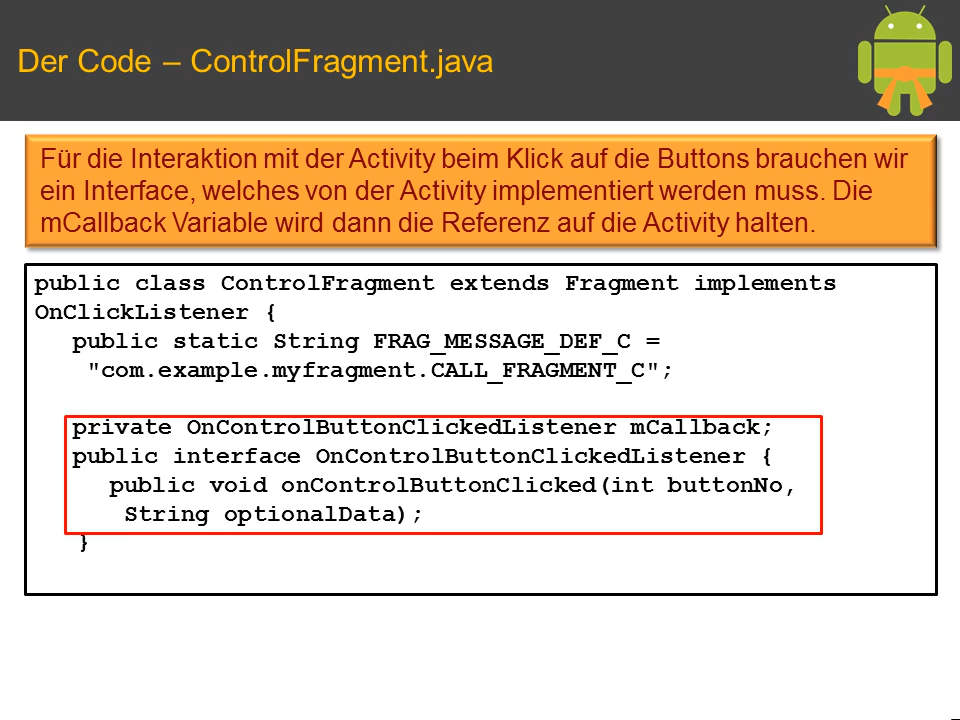 Der Code – ControlFragment.java
Für die Interaktion mit der Activity beim Klick auf die Buttons brauchen wir
ein Interface, welches von der Activity implementiert werden muss. Die
mCallback Variable wird dann die Referenz auf die Activity halten.
public class ControlFragment extends Fragment implements
OnClickListener {
public static String FRAG_MESSAGE_DEF_C =
"com.example.myfragment.CALL_FRAGMENT_C";
private OnControlButtonClickedListener mCallback;
public interface OnControlButtonClickedListener {
public void onControlButtonClicked(int buttonNo,
String optionalData);
}